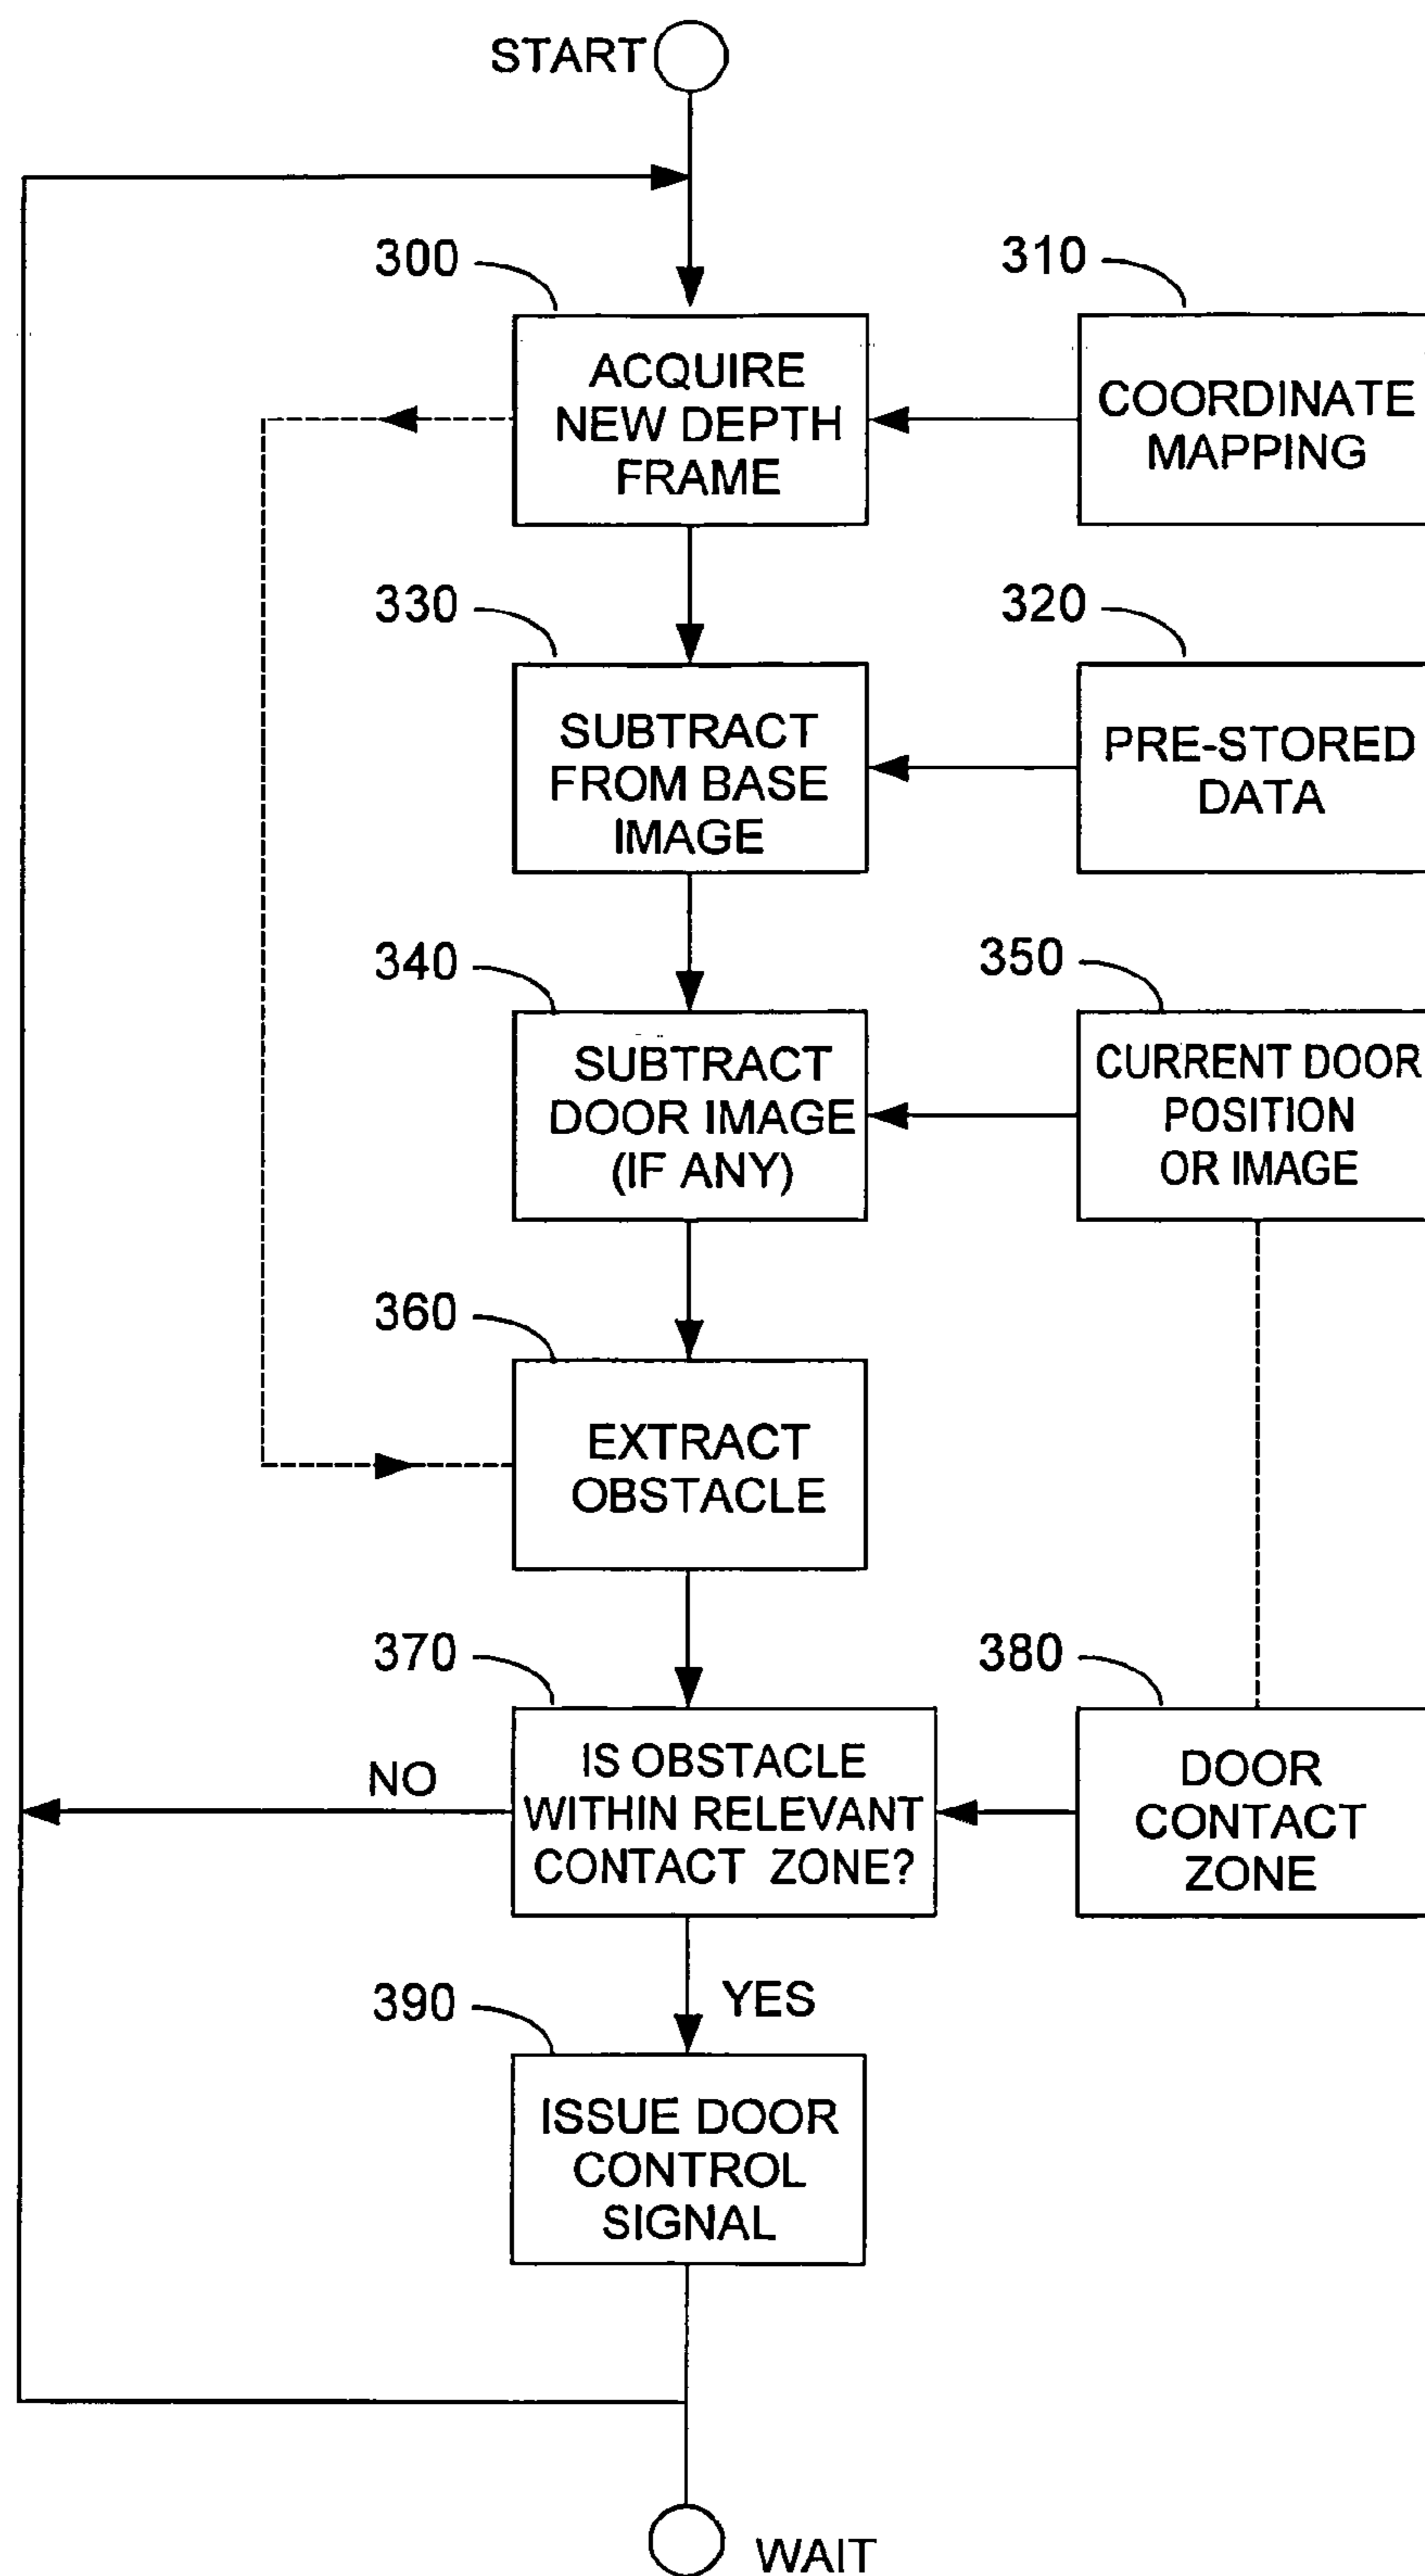 START
300
310
ACQUIRE
NEW DEPTH
FRAME
COORDINATE
MAPPING
330
320
SUBTRACT
FROM BASE
IMAGE
PRE-STORED
DATA
340
350
SUBTRACT
DOOR IMAGE
(IF ANY)
CURRENT DOOR
POSITION
OR IMAGE
360
EXTRACT
OBSTACLE
370
380
IS OBSTACLE
WITHIN RELEVANT
CONTACT ZONE?
DOOR
CONTACT
ZONE
NO
YES
390
ISSUE DOOR
CONTROL
SIGNAL
WAIT